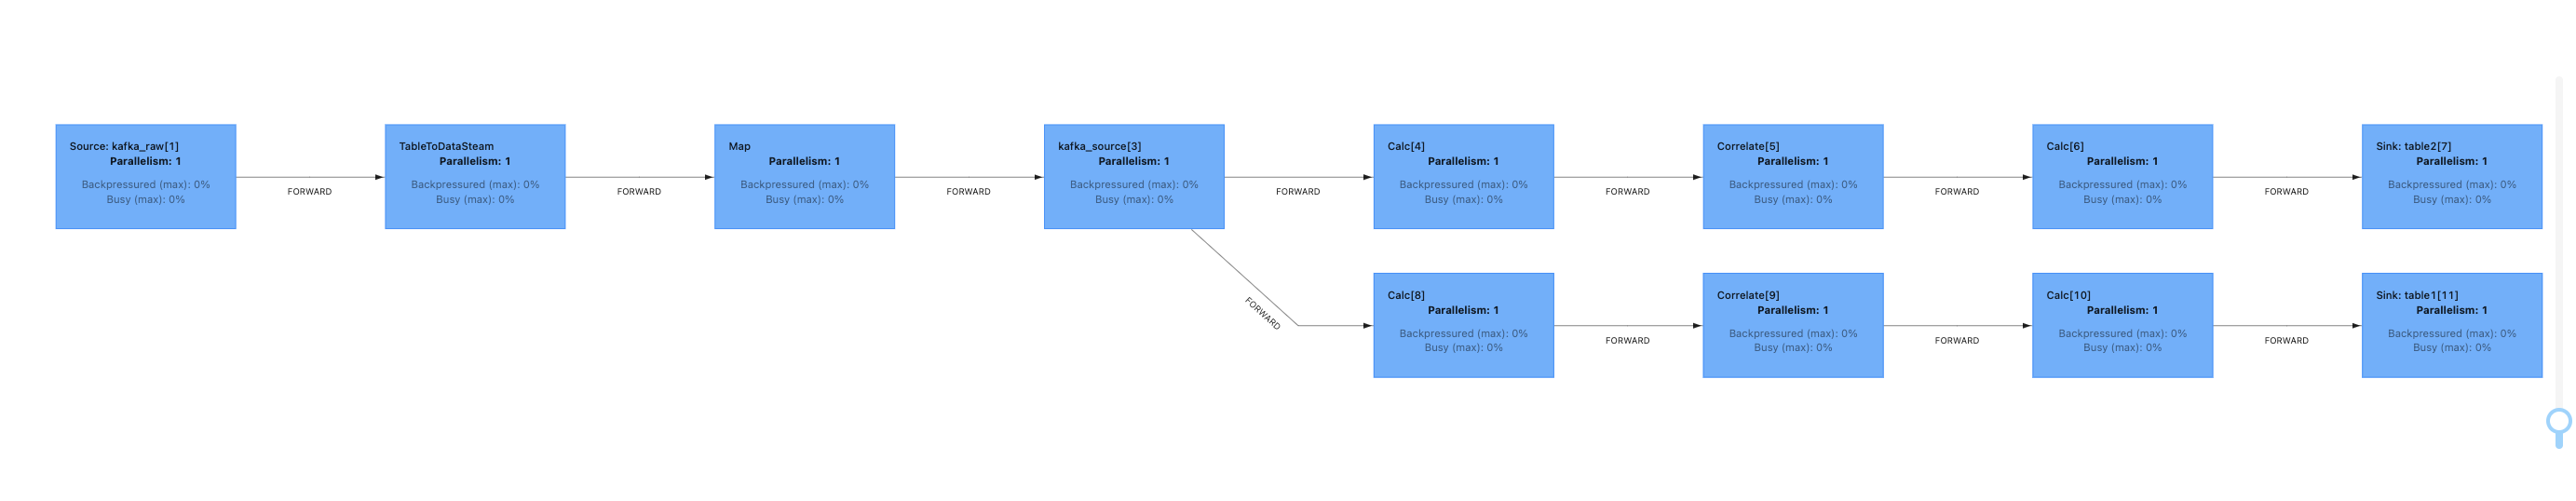 Source: kafka_raw[1]
Parallelism: 1
Backpressured (max): 0%
Busy (max): 0%
FORWARD
TableToDataSteam
Parallelism: 1
Backpressured (max): 0%
Busy (max): 0%
FORWARD
Map
Parallelism: 1
Backpressured (max): 0%
Busy (max): 0%
FORWARD
kafka_source[3]
Parallelism: 1
Backpressured (max): 0%
Busy (max): 0%
FORWARD
Calc[4]
Parallelism: 1
Backpressured (max): 0%
Busy (max): 0%
FORWARD
Correlate[5]
Parallelism: 1
Backpressured (max): 0%
Busy (max): 0%
FORWARD
Calc[6]
Parallelism: 1
Backpressured (max): 0%
Busy (max): 0%
FORWARD
Sink: table2[7]
Parallelism: 1
Backpressured (max): 0%
Busy (max): 0%
FORWARD
Calc[8]
Parallelism: 1
Backpressured (max): 0%
Busy (max): 0%
FORWARD
Correlate[9]
Parallelism: 1
Backpressured (max): 0%
Busy (max): 0%
FORWARD
Calc[10]
Parallelism: 1
Backpressured (max): 0%
Busy (max): 0%
FORWARD
Sink: table1[11]
Parallelism: 1
Backpressured (max): 0%
Busy (max): 0%